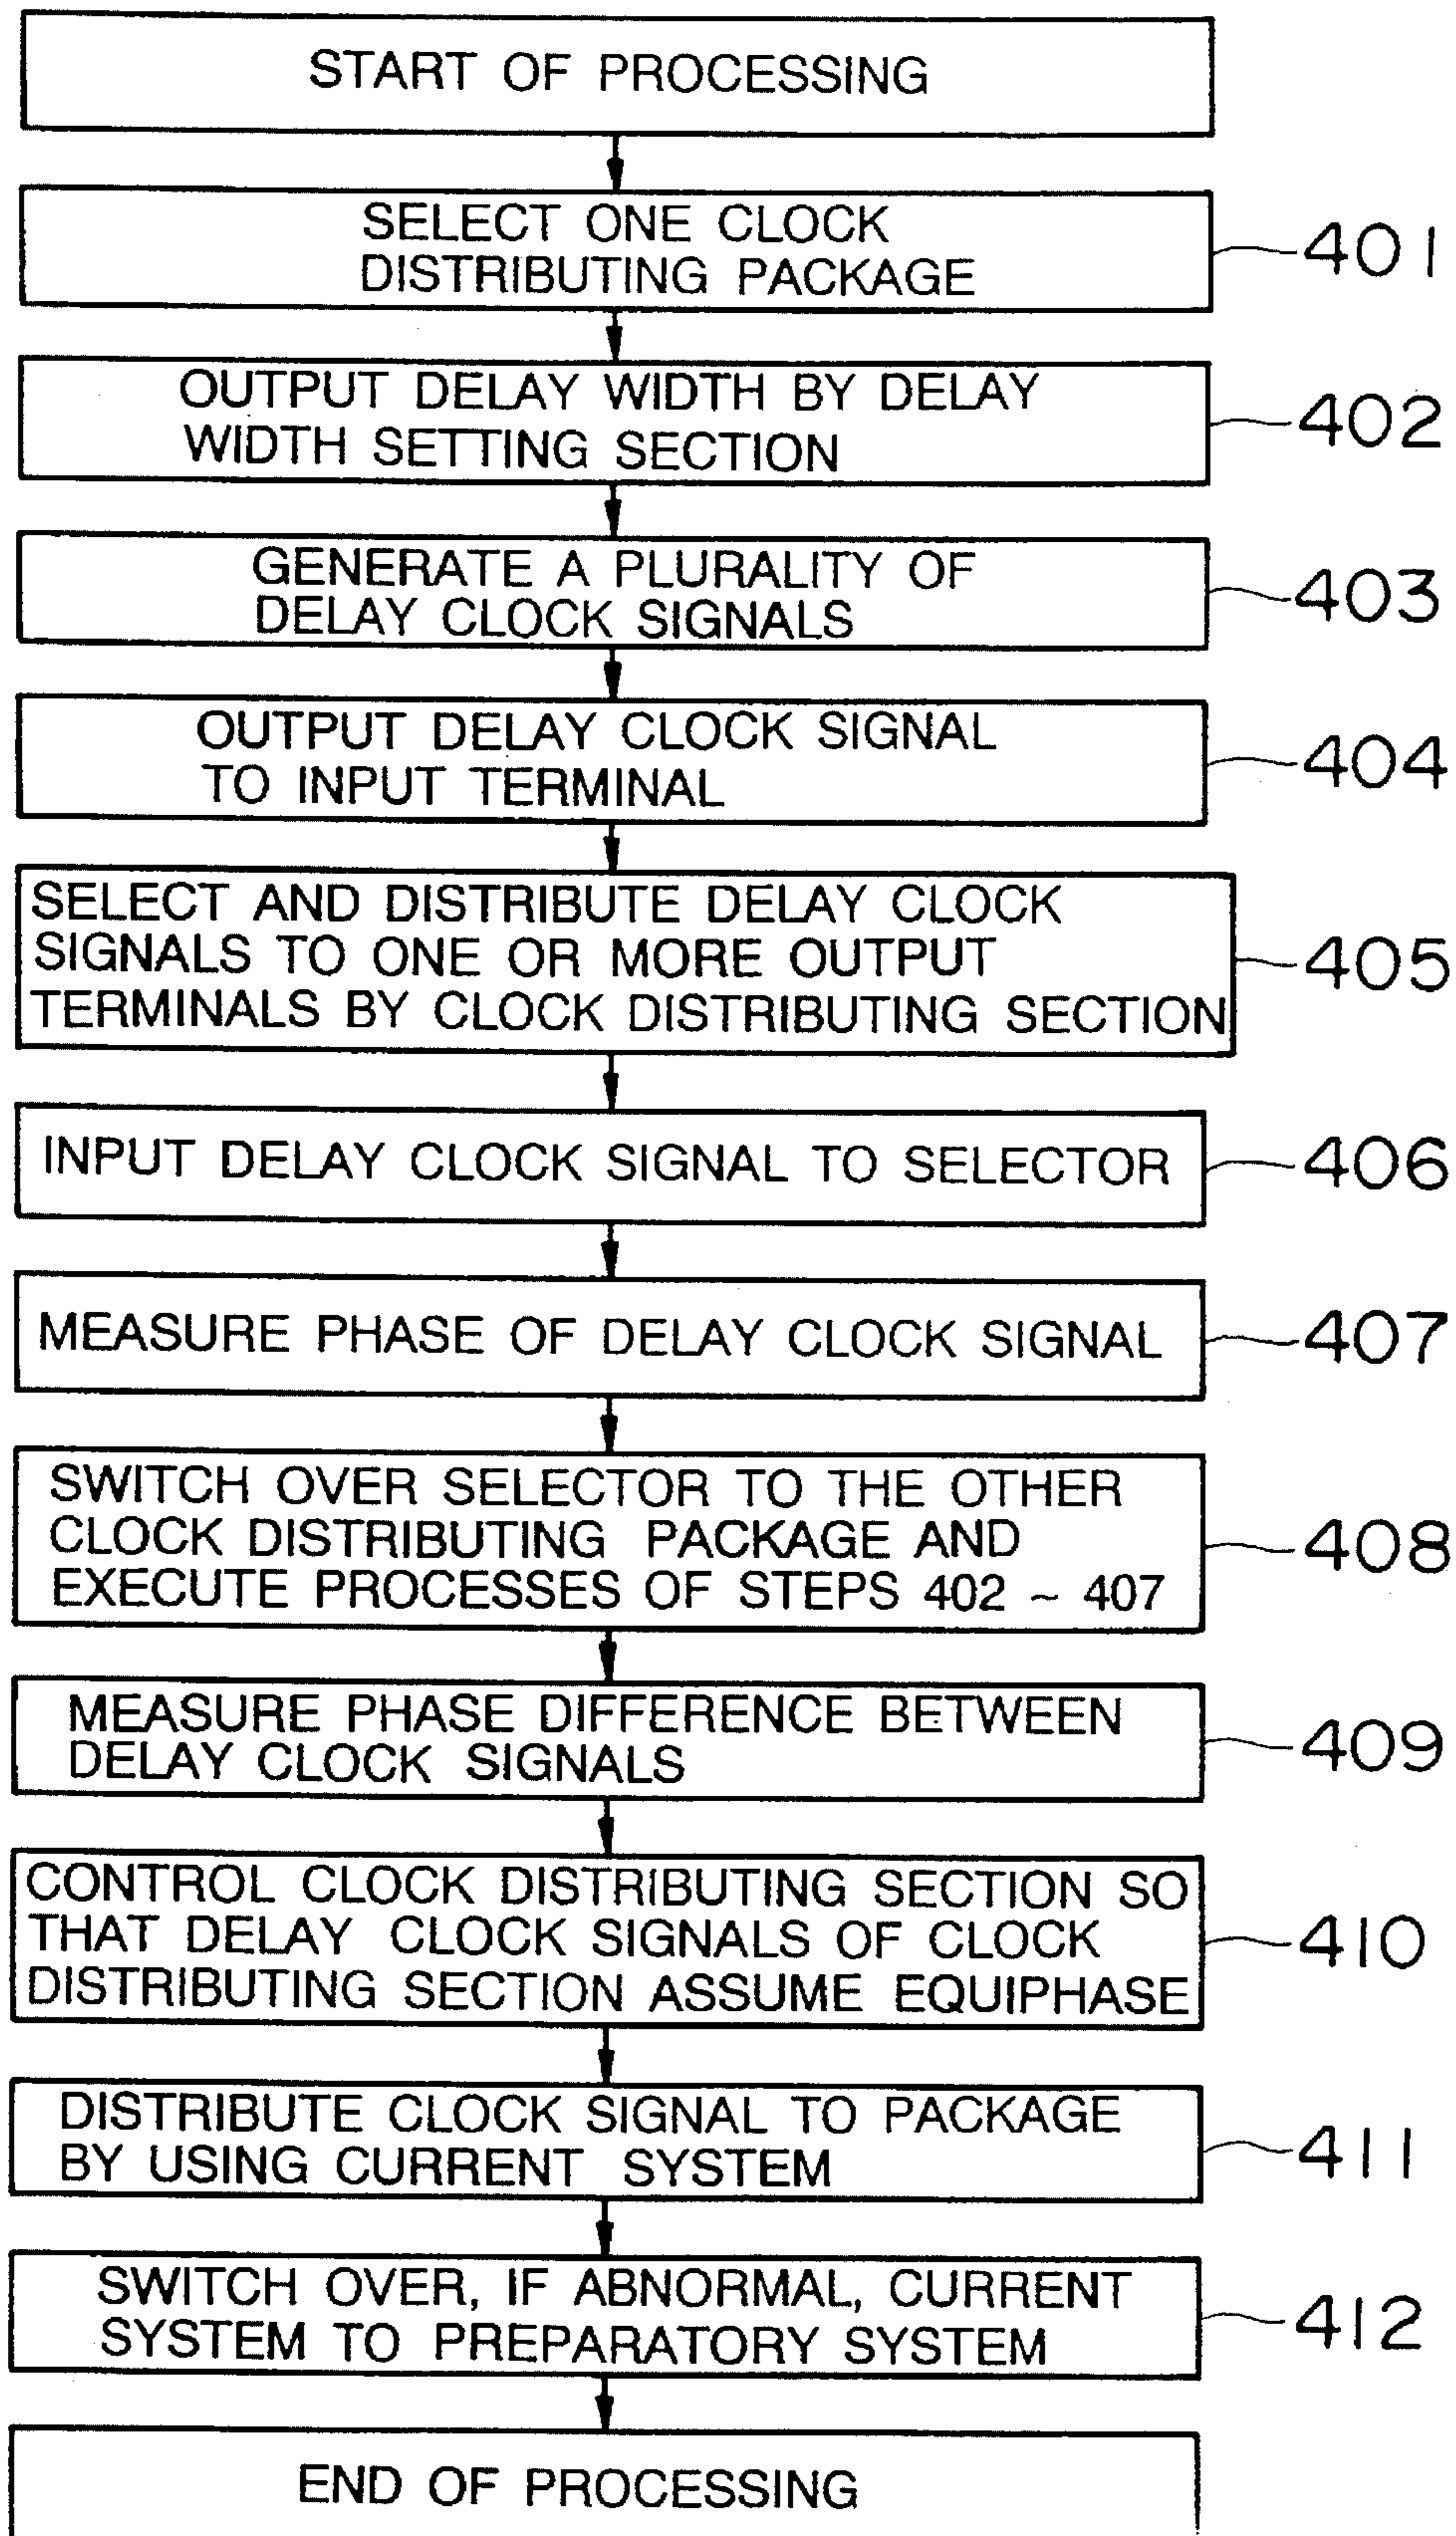 START OF PROCESSING
SELECT ONE CLOCK
DISTRIBUTING PACKAGE
401
OUTPUT DELAY WIDTH BY DELAY
WIDTH SETTING SECTION
402
GENERATE A PLURALITY OF
DELAY CLOCK SIGNALS
403
OUTPUT DELAY CLOCK SIGNAL
TO INPUT TERMINAL
404
SELECT AND DISTRIBUTE DELAY CLOCK
SIGNALS TO ONE OR MORE OUTPUT
TERMINALS BY CLOCK DISTRIBUTING SECTION
405
INPUT DELAY CLOCK SIGNAL TO SELECTOR
406
MEASURE PHASE OF DELAY CLOCK SIGNAL
407
SWITCH OVER SELECTOR TO THE OTHER
CLOCK DISTRIBUTING PACKAGE AND
EXECUTE PROCESSES OF STEPS 402 ~ 407
408
MEASURE PHASE DIFFERENCE BETWEEN
DELAY CLOCK SIGNALS
409
CONTROL CLOCK DISTRIBUTING SECTION SO
THAT DELAY CLOCK SIGNALS OF CLOCK
DISTRIBUTING SECTION ASSUME EQUIPHASE
410
DISTRIBUTE CLOCK SIGNAL TO PACKAGE
BY USING CURRENT SYSTEM
411
SWITCH OVER, IF ABNORMAL, CURRENT
SYSTEM TO PREPARATORY SYSTEM
412
END OF PROCESSING